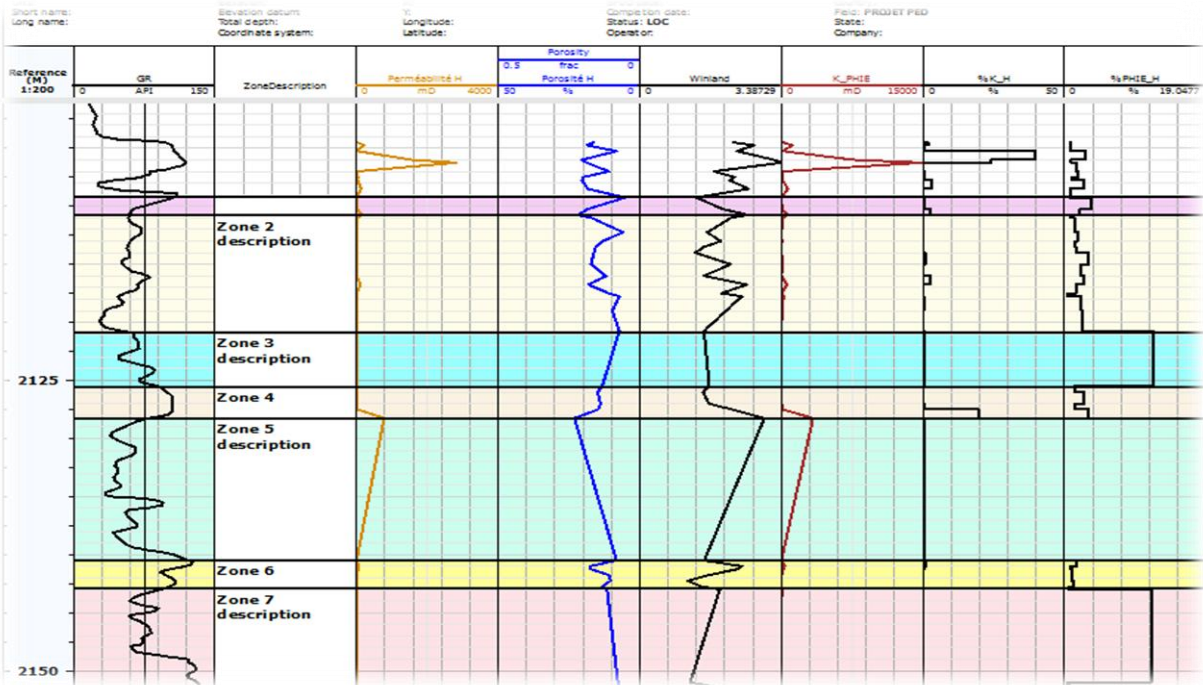 Short name:
Elevation datum:
Y:
Completion date:
Field: PROJET PED
Long name:
Total depth:
Longitude:
Status: LOC
State:
Coordinate system:
Latitude:
Operator:
Company:
Porosity
0.5 frac 0
Reference
(M)
1:200
GR
0 API 150
ZoneDescription
Perméabilité H
0 mD 4000
Porosité H
50 % 0
Winland
0 3.38729
K_PHIE
0 mD 15000
%K_H
0 % 50
%PHIE_H
0 % 19.0477
Zone 2
description
Zone 3
description
2125
Zone 4
Zone 5
description
Zone 6
Zone 7
description
2150